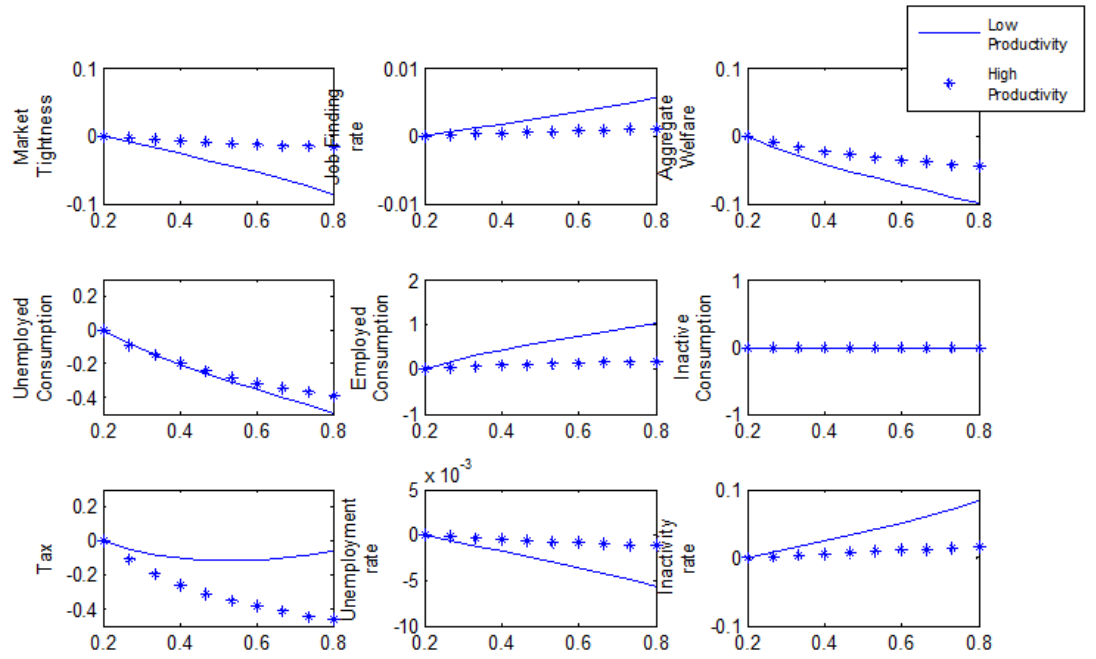 Low
Productivity
High
Productivity
Market
Tightness
0.1
0
-0.1
0.2 0.4 0.6 0.8
Job Finding
rate
0.01
0
-0.01
0.2 0.4 0.6 0.8
Aggregate
Welfare
0.1
0
-0.1
0.2 0.4 0.6 0.8
Unemployed
Consumption
0.2
0
-0.2
-0.4
0.2 0.4 0.6 0.8
Employed
Consumption
2
1
0
-1
0.2 0.4 0.6 0.8
Inactive
Consumption
1
0
-1
0.2 0.4 0.6 0.8
Tax
0.2
0
-0.2
-0.4
0.2 0.4 0.6 0.8
Unemployment
rate
x 10-3
5
0
-5
-10
0.2 0.4 0.6 0.8
Inactivity
rate
0.1
0
-0.1
0.2 0.4 0.6 0.8